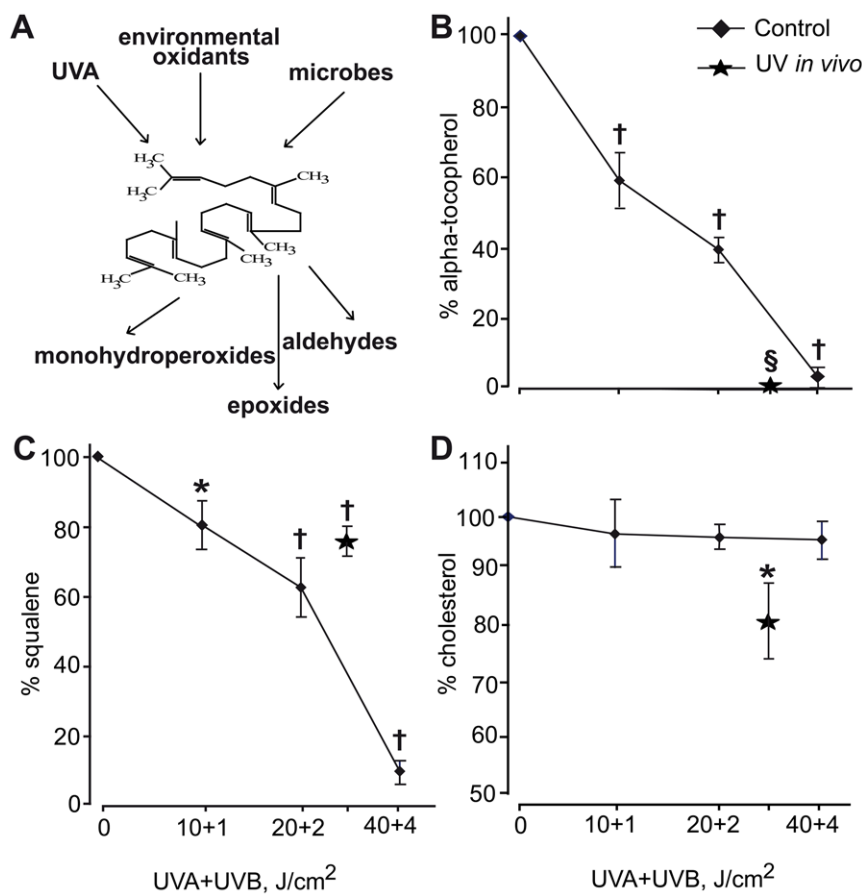 A
environmental
oxidants
UVA
microbes
H₃C
H₃C
CH₃
CH₃
CH₃
H₃C
CH₃
monohydroperoxides
aldehydes
epoxides
B
Control
UV in vivo
% alpha-tocopherol
100
80
60
40
20
0
†
†
§
†
C
% squalene
100
80
60
40
20
0
*
†
†
†
0
10+1
20+2
40+4
UVA+UVB, J/cm²
D
% cholesterol
110
100
90
80
70
60
50
*
0
10+1
20+2
40+4
UVA+UVB, J/cm²